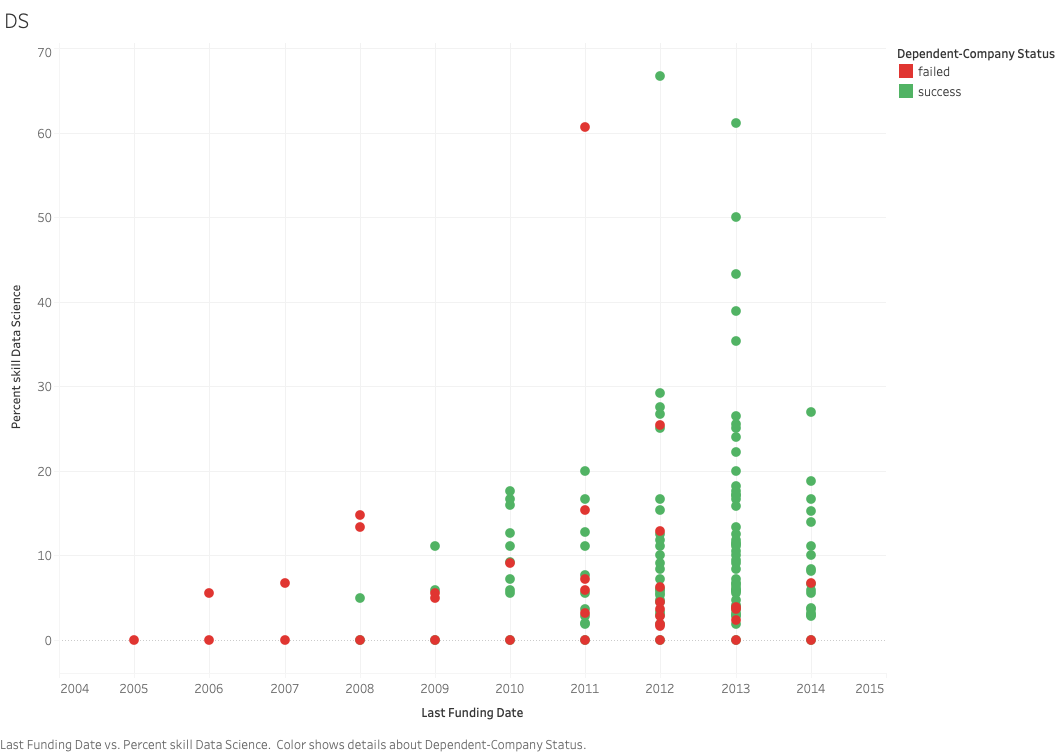 DS
Dependent-Company Status
failed
success
70
60
50
40
30
20
10
0
Percent skill Data Science
2004 2005 2006 2007 2008 2009 2010 2011 2012 2013 2014 2015
Last Funding Date
Last Funding Date vs. Percent skill Data Science.  Color shows details about Dependent-Company Status.